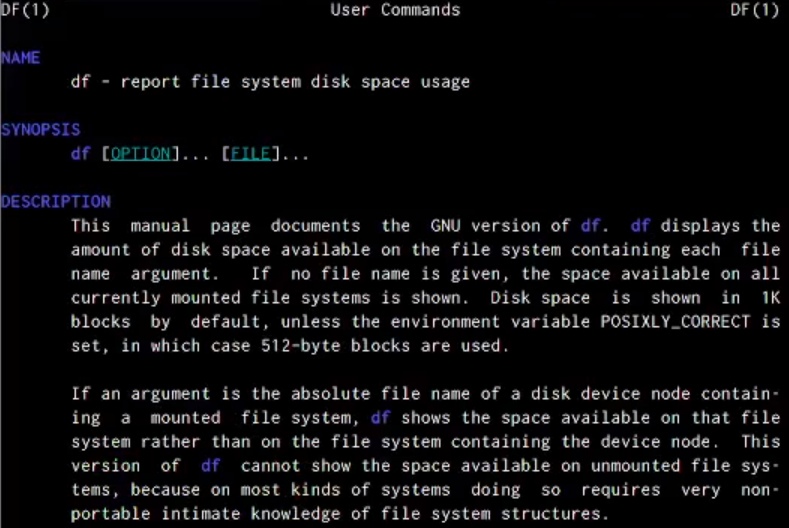 DF(1) User Commands DF(1)
NAME
df - report file system disk space usage
SYNOPSIS
df [OPTION]... [FILE]...
DESCRIPTION
This manual page documents the GNU version of df. df displays the
amount of disk space available on the file system containing each file
name argument. If no file name is given, the space available on all
currently mounted file systems is shown. Disk space is shown in 1K
blocks by default, unless the environment variable POSIXLY_CORRECT is
set, in which case 512-byte blocks are used.
If an argument is the absolute file name of a disk device node contain-
ing a mounted file system, df shows the space available on that file
system rather than on the file system containing the device node. This
version of df cannot show the space available on unmounted file sys-
tems, because on most kinds of systems doing so requires very non-
portable intimate knowledge of file system structures.